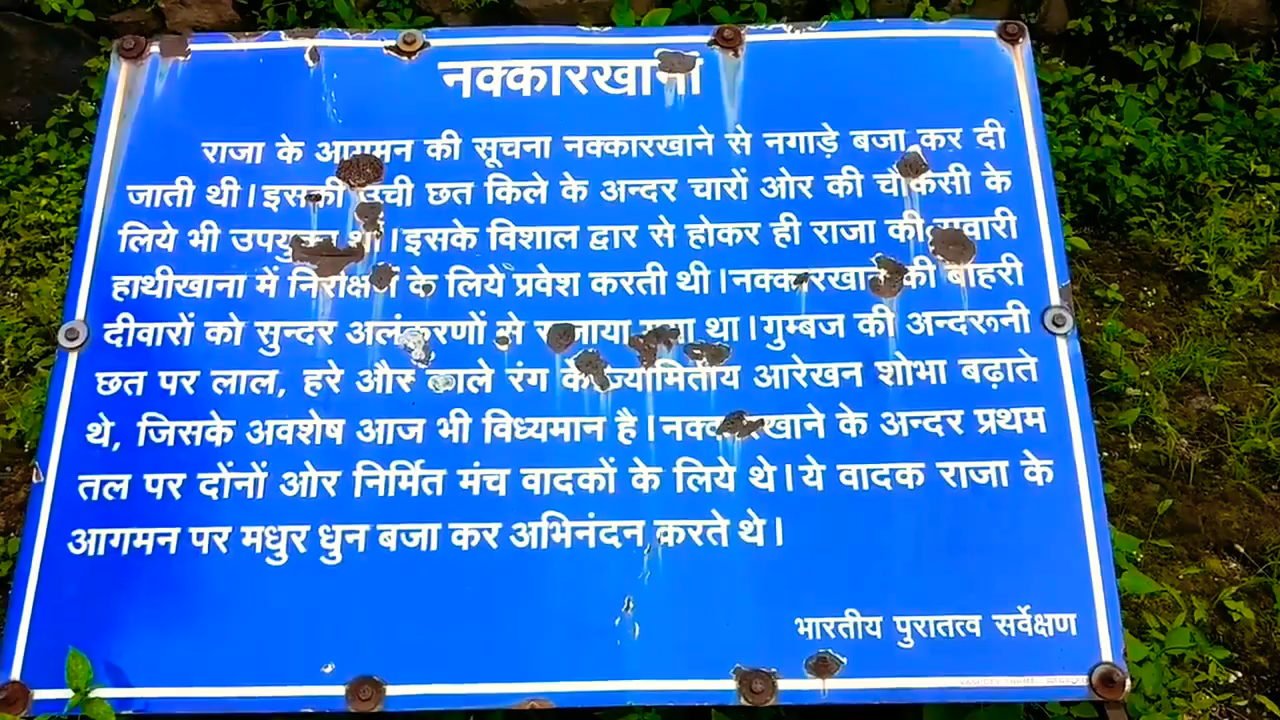 नक्कारखाना
राजा के आगमन की सूचना नक्कारखाने से नगाड़े बजा कर दी
जाती थी। इसकी उची छत किले के अन्दर चारों ओर की चौकसी के
लिये भी उपयुक्त थी। इसके विशाल द्वार से होकर ही राजा की सवारी
हाथीखाना में निरीक्षण के लिये प्रवेश करती थी। नक्कारखाने की बाहरी
दीवारों को सुन्दर अलंकरणों से सजाया गया था। गुम्बज की अन्दरूनी
छत पर लाल, हरे और काले रंग के ज्यामितीय आरेखन शोभा बढ़ाते
थे, जिसके अवशेष आज भी विध्यमान है। नक्कारखाने के अन्दर प्रथम
तल पर दोंनों ओर निर्मित मंच वादकों के लिये थे। ये वादक राजा के
आगमन पर मधुर धुन बजा कर अभिनंदन करते थे।
भारतीय पुरातत्व सर्वेक्षण